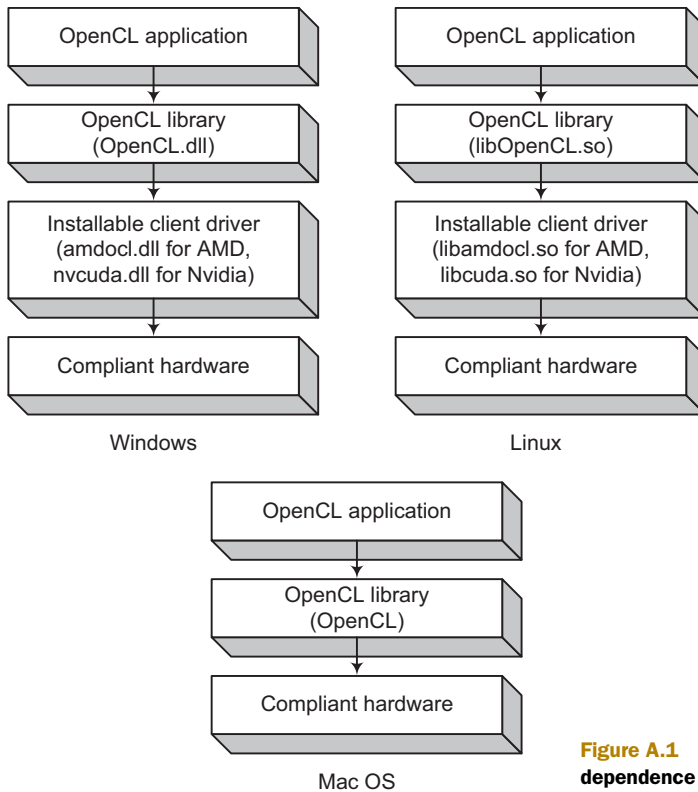 OpenCL application
OpenCL library
(OpenCL.dll)
Installable client driver
(amdocl.dll for AMD,
nvcuda.dll for Nvidia)
Compliant hardware
Windows
OpenCL application
OpenCL library
(libOpenCL.so)
Installable client driver
(libamdocl.so for AMD,
libcuda.so for Nvidia)
Compliant hardware
Linux
OpenCL application
OpenCL library
(OpenCL)
Compliant hardware
Mac OS
Figure A.1
dependence